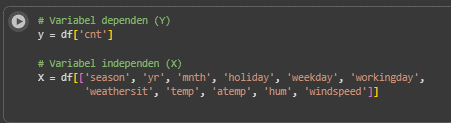 # Variabel dependen (Y)
y = df['cnt']
# Variabel independen (X)
X = df[['season', 'yr', 'mnth', 'holiday', 'weekday', 'workingday',
'weathersit', 'temp', 'atemp', 'hum', 'windspeed']]